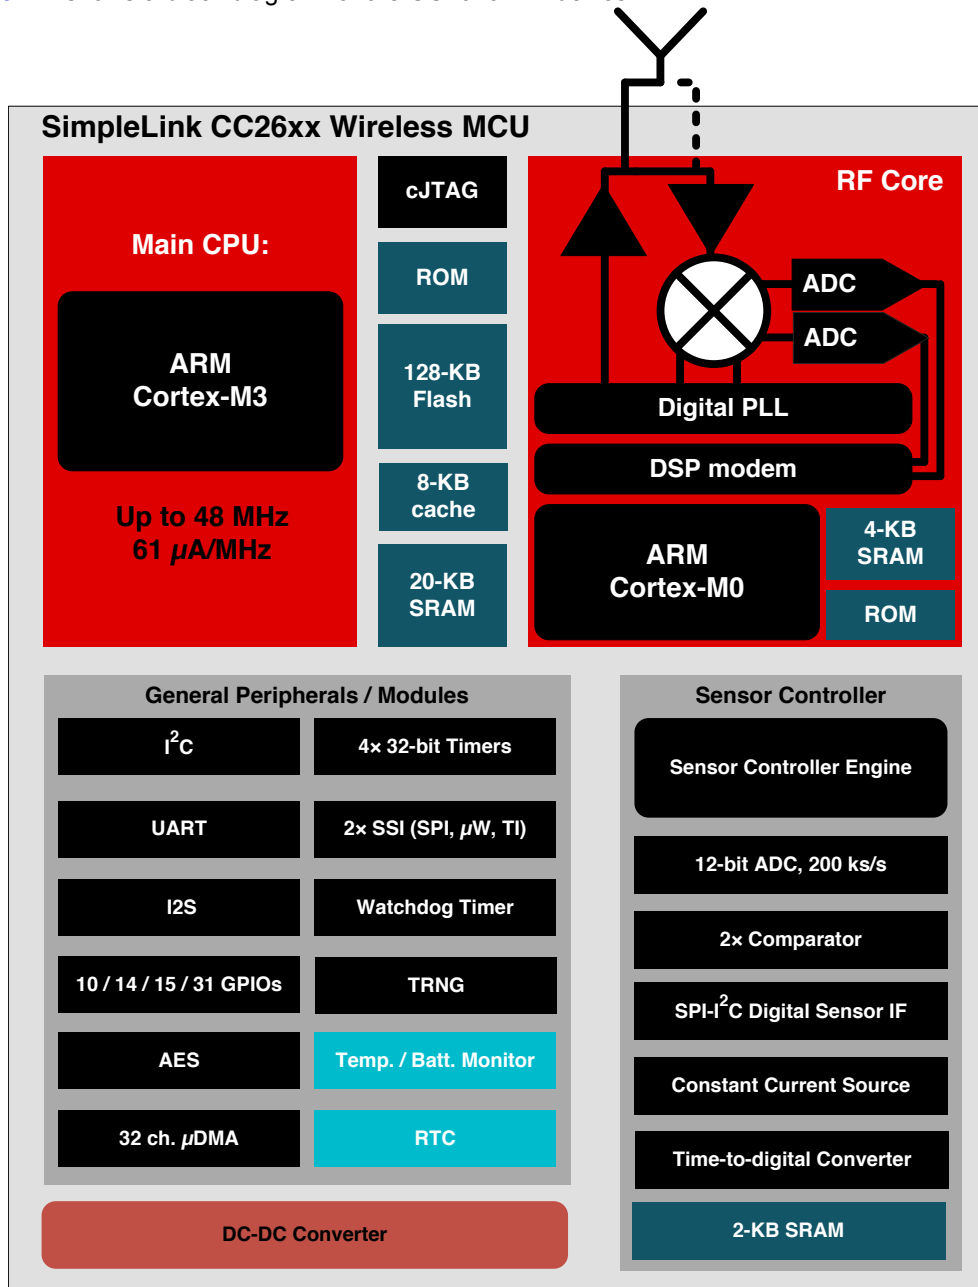 SimpleLink CC26xx Wireless MCU
Main CPU:
ARM
Cortex-M3
Up to 48 MHz
61 µA/MHz
cJTAG
ROM
128-KB
Flash
8-KB
cache
20-KB
SRAM
RF Core
ADC
ADC
Digital PLL
DSP modem
ARM
Cortex-M0
4-KB
SRAM
ROM
General Peripherals / Modules
I²C
4× 32-bit Timers
UART
2× SSI (SPI, µW, TI)
I2S
Watchdog Timer
10 / 14 / 15 / 31 GPIOs
TRNG
AES
Temp. / Batt. Monitor
32 ch. µDMA
RTC
Sensor Controller
Sensor Controller Engine
12-bit ADC, 200 ks/s
2× Comparator
SPI-I²C Digital Sensor IF
Constant Current Source
Time-to-digital Converter
2-KB SRAM
DC-DC Converter